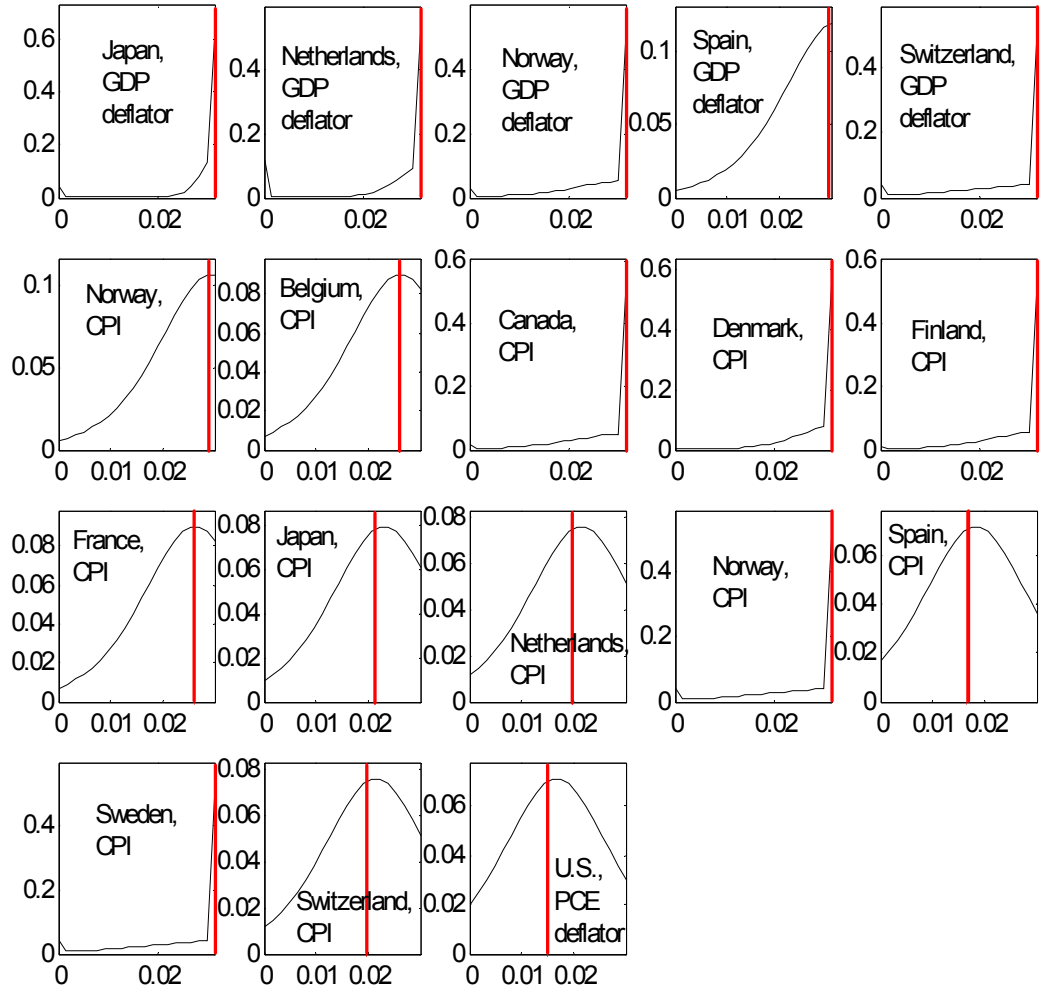 0.6
0.4
0.2
0
Japan,
GDP
deflator
0 0.02
0.4
0.2
0
Netherlands,
GDP
deflator
0 0.02
0.4
0.2
0
Norway,
GDP
deflator
0 0.02
0.1
0.05
0
Spain,
GDP
deflator
0 0.01 0.02
0.4
0.2
0
Switzerland,
GDP
deflator
0 0.02
0.1
0.05
0
Norway,
CPI
0 0.01 0.02
0.08
0.06
0.04
0.02
0
Belgium,
CPI
0 0.01 0.02
0.6
0.4
0.2
0
Canada,
CPI
0 0.02
0.6
0.4
0.2
0
Denmark,
CPI
0 0.02
0.6
0.4
0.2
0
Finland,
CPI
0 0.02
0.08
0.06
0.04
0.02
0
France,
CPI
0 0.01 0.02
0.08
0.06
0.04
0.02
0
Japan,
CPI
0 0.01 0.02
0.08
0.06
0.04
0.02
0
Netherlands,
CPI
0 0.01 0.02
0.4
0.2
0
Norway,
CPI
0 0.02
0.06
0.04
0.02
0
Spain,
CPI
0 0.01 0.02
0.4
0.2
0
Sweden,
CPI
0 0.02
0.08
0.06
0.04
0.02
0
Switzerland,
CPI
0 0.01 0.02
0.06
0.04
0.02
0
U.S.,
PCE
deflator
0 0.01 0.02